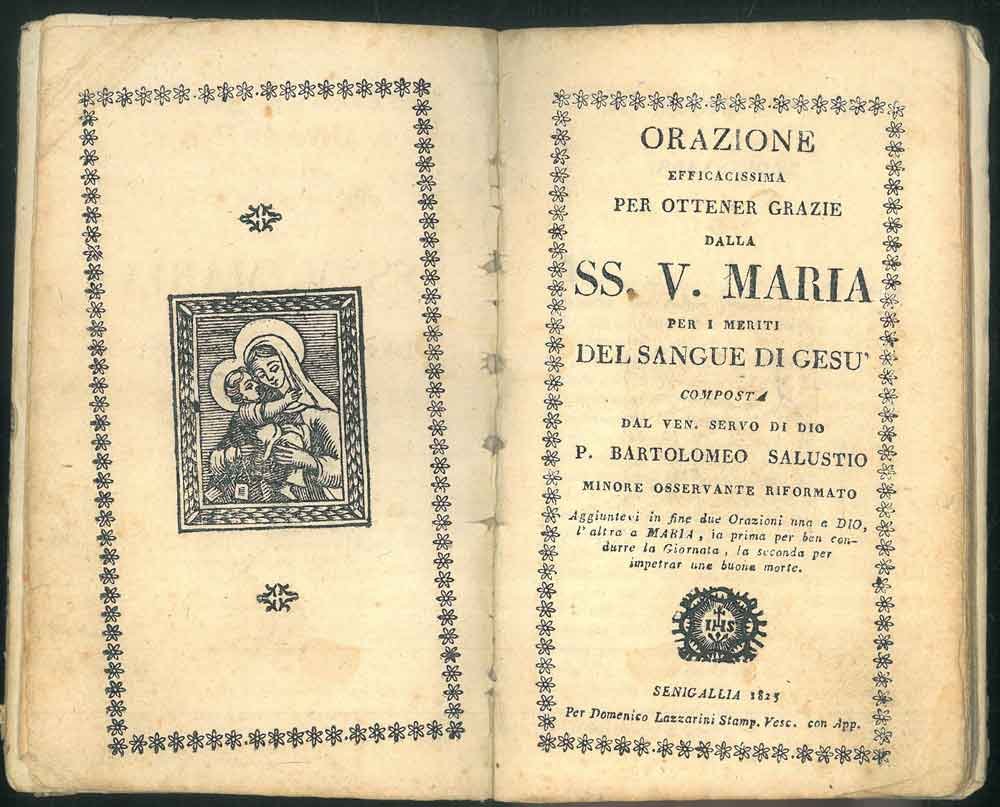 ORAZIONE
EFFICACISSIMA
PER OTTENER GRAZIE
DALLA
SS. V. MARIA
PER I MERITI
DEL SANGUE DI GESU'
COMPOSTA
DAL VEN. SERVO DI DIO
P. BARTOLOMEO SALUSTIO
MINORE OSSERVANTE RIFORMATO
Aggiuntevi in fine due Orazioni una a DIO,
l'altra a MARIA, la prima per ben con-
durre la Giornata, la seconda per
impetrar una buona morte.
IHS
SENIGALLIA 1825
Per Domenico Lazzarini Stamp. Vesc. con App.